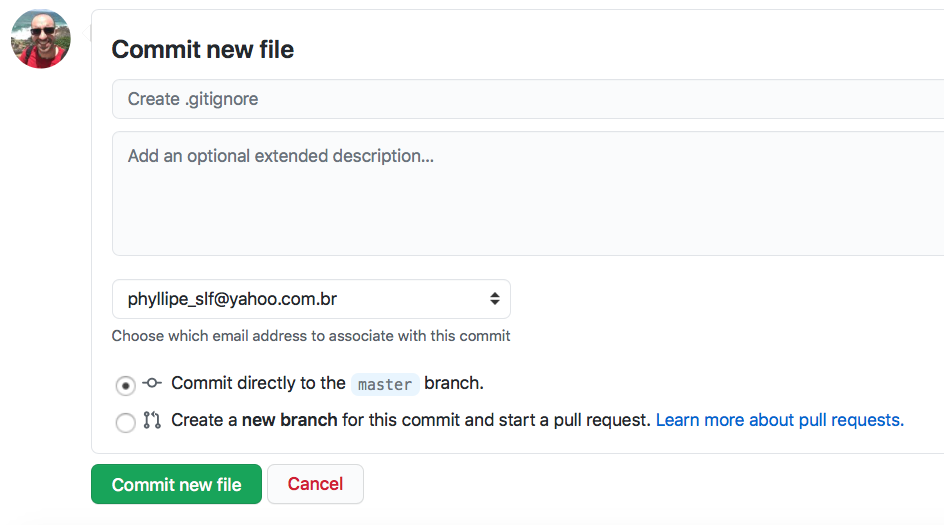 Commit new file
Create .gitignore
Add an optional extended description...
phyllipe_slf@yahoo.com.br
Choose which email address to associate with this commit
Commit directly to the master branch.
Create a new branch for this commit and start a pull request. Learn more about pull requests.
Commit new file Cancel